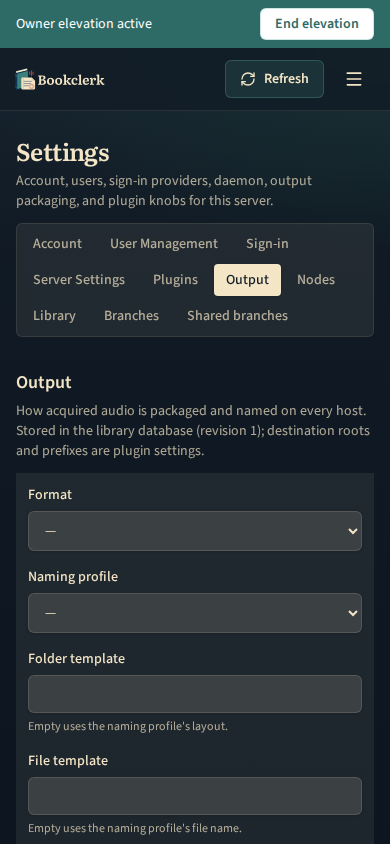 Owner elevation active
End elevation
Bookclerk
Refresh
Settings
Account, users, sign-in providers, daemon, output
packaging, and plugin knobs for this server.
Account User Management Sign-in
Server Settings Plugins Output Nodes
Library Branches Shared branches
Output
How acquired audio is packaged and named on every host.
Stored in the library database (revision 1); destination roots
and prefixes are plugin settings.
Format
—
Naming profile
—
Folder template
Empty uses the naming profile's layout.
File template
Empty uses the naming profile's file name.